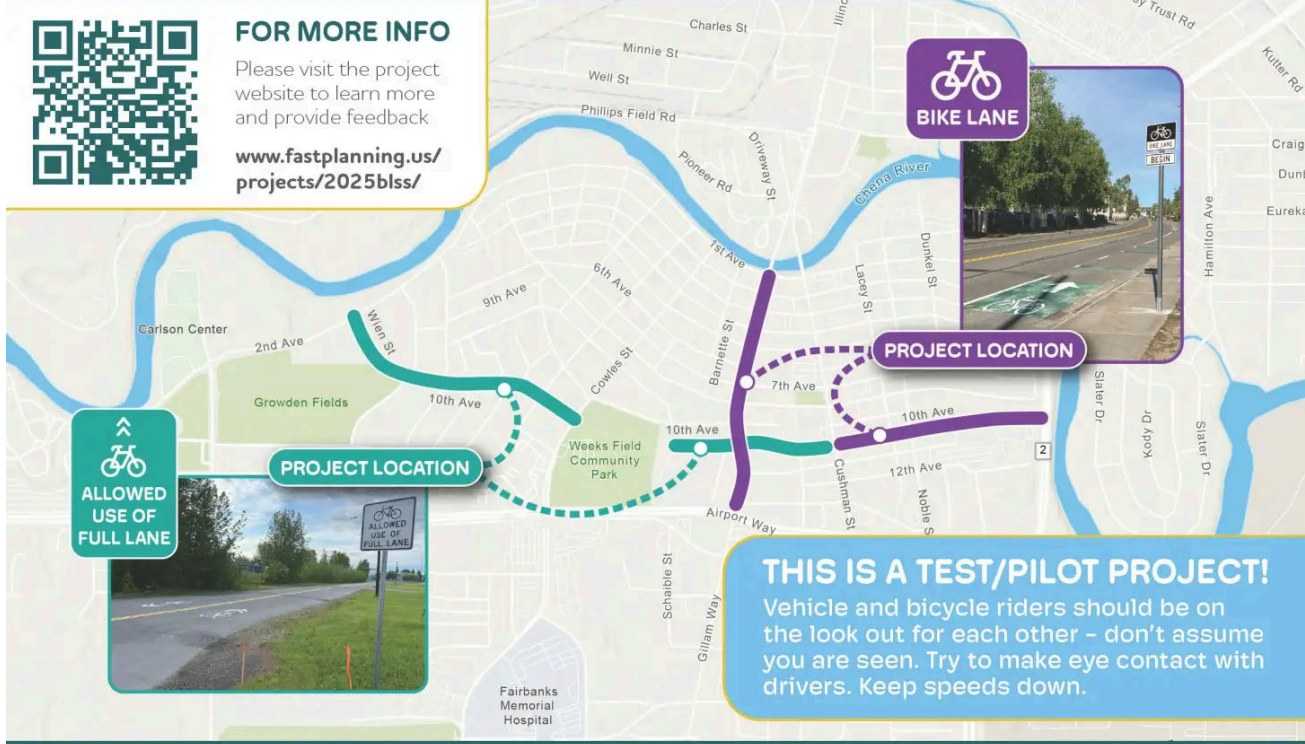 FOR MORE INFO
Please visit the project
website to learn more
and provide feedback
www.fastplanning.us/
projects/2025blss/
Charles St
Minnie St
Well St
Phillips Field Rd
Pioneer Rd
Driveway St
Chena River
Trust Rd
Kutter Rd
Hamilton Ave
BIKE LANE
BIKE LANE
BEGIN
1st Ave
6th Ave
9th Ave
Dunkel St
Lacey St
Carlson Center
2nd Ave
Wien St
Cowles St
Barnette St
PROJECT LOCATION
7th Ave
Growden Fields
10th Ave
10th Ave
10th Ave
Weeks Field
Community
Park
12th Ave
2
Slater Dr
Kody Dr
Slater Dr
Cushman St
Noble S
Airport Way
PROJECT LOCATION
ALLOWED
USE OF
FULL LANE
ALLOWED
USE OF
FULL LANE
Schaible St
Gillam Way
Fairbanks
Memorial
Hospital
THIS IS A TEST/PILOT PROJECT!
Vehicle and bicycle riders should be on
the look out for each other – don't assume
you are seen. Try to make eye contact with
drivers. Keep speeds down.